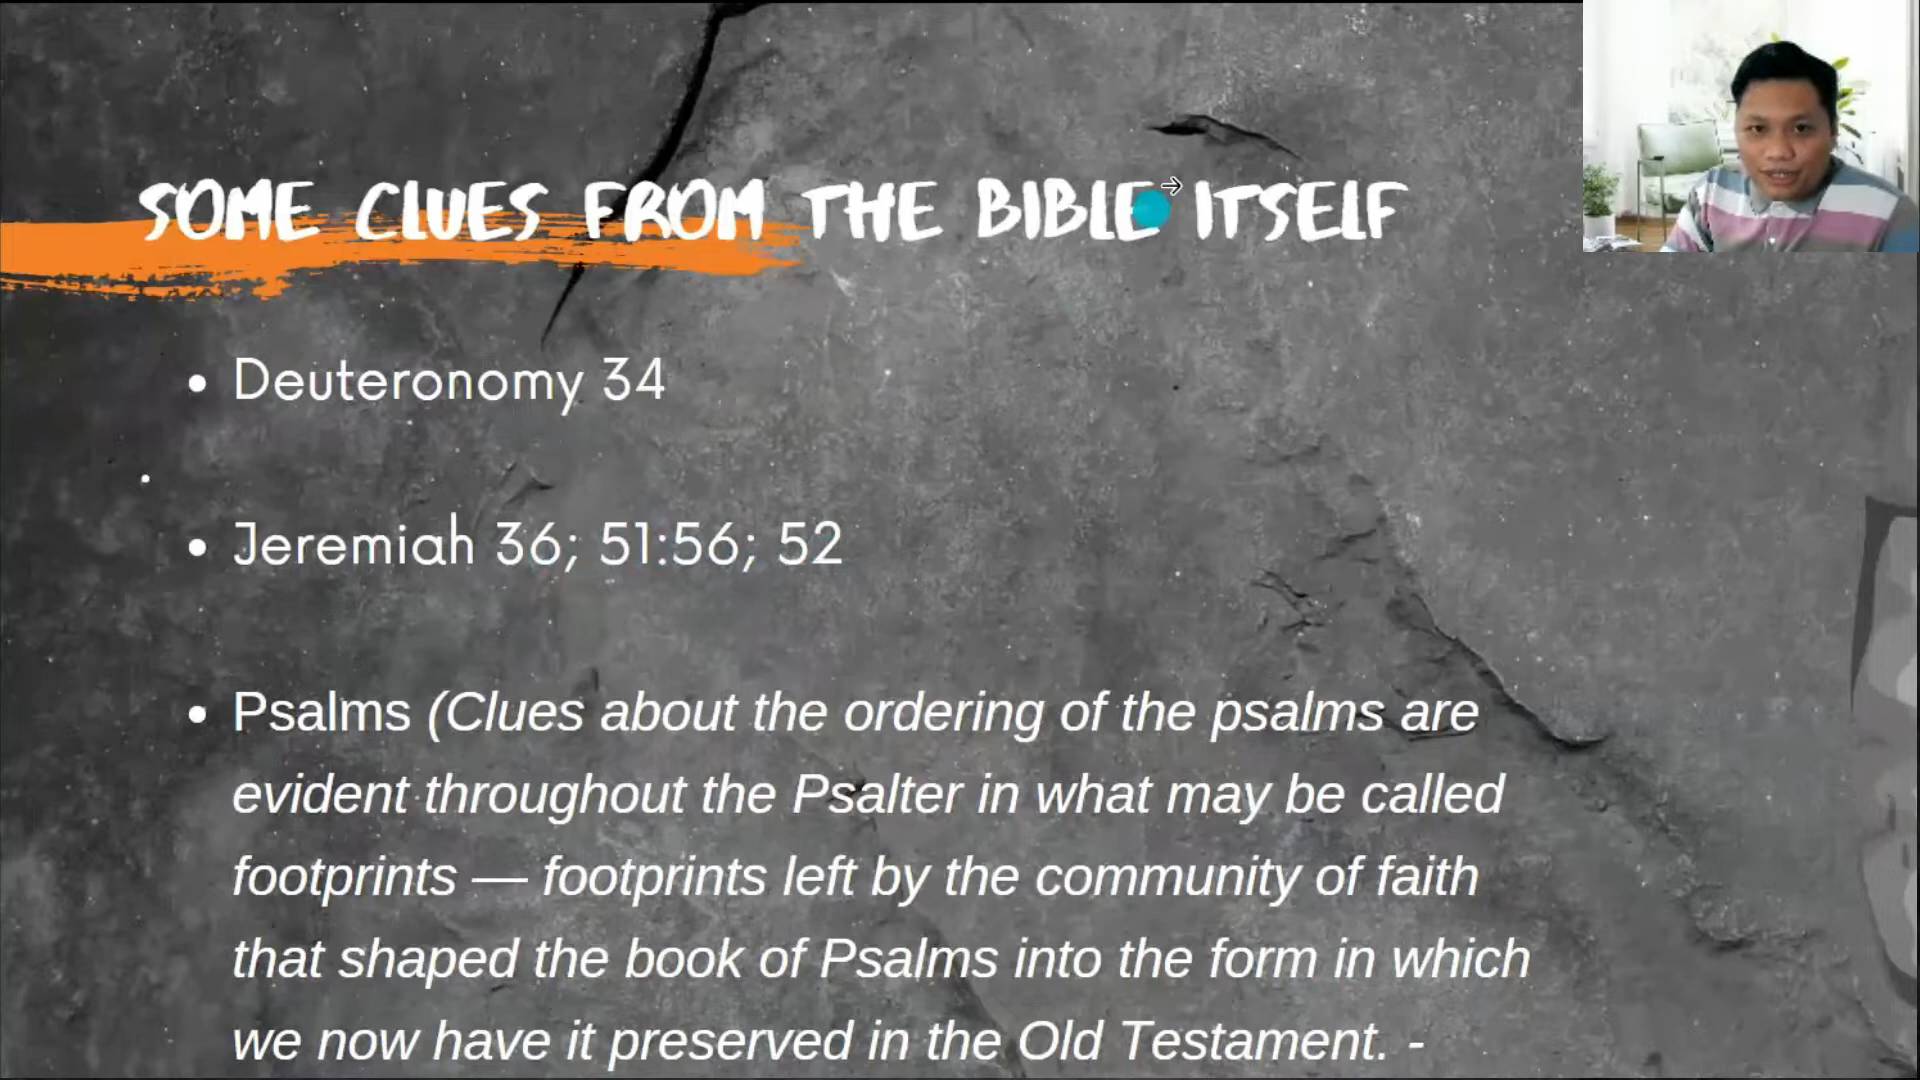 SOME CLUES FROM THE BIBLE ITSELF
• Deuteronomy 34
• Jeremiah 36; 51:56; 52
• Psalms (Clues about the ordering of the psalms are
evident throughout the Psalter in what may be called
footprints — footprints left by the community of faith
that shaped the book of Psalms into the form in which
we now have it preserved in the Old Testament. -